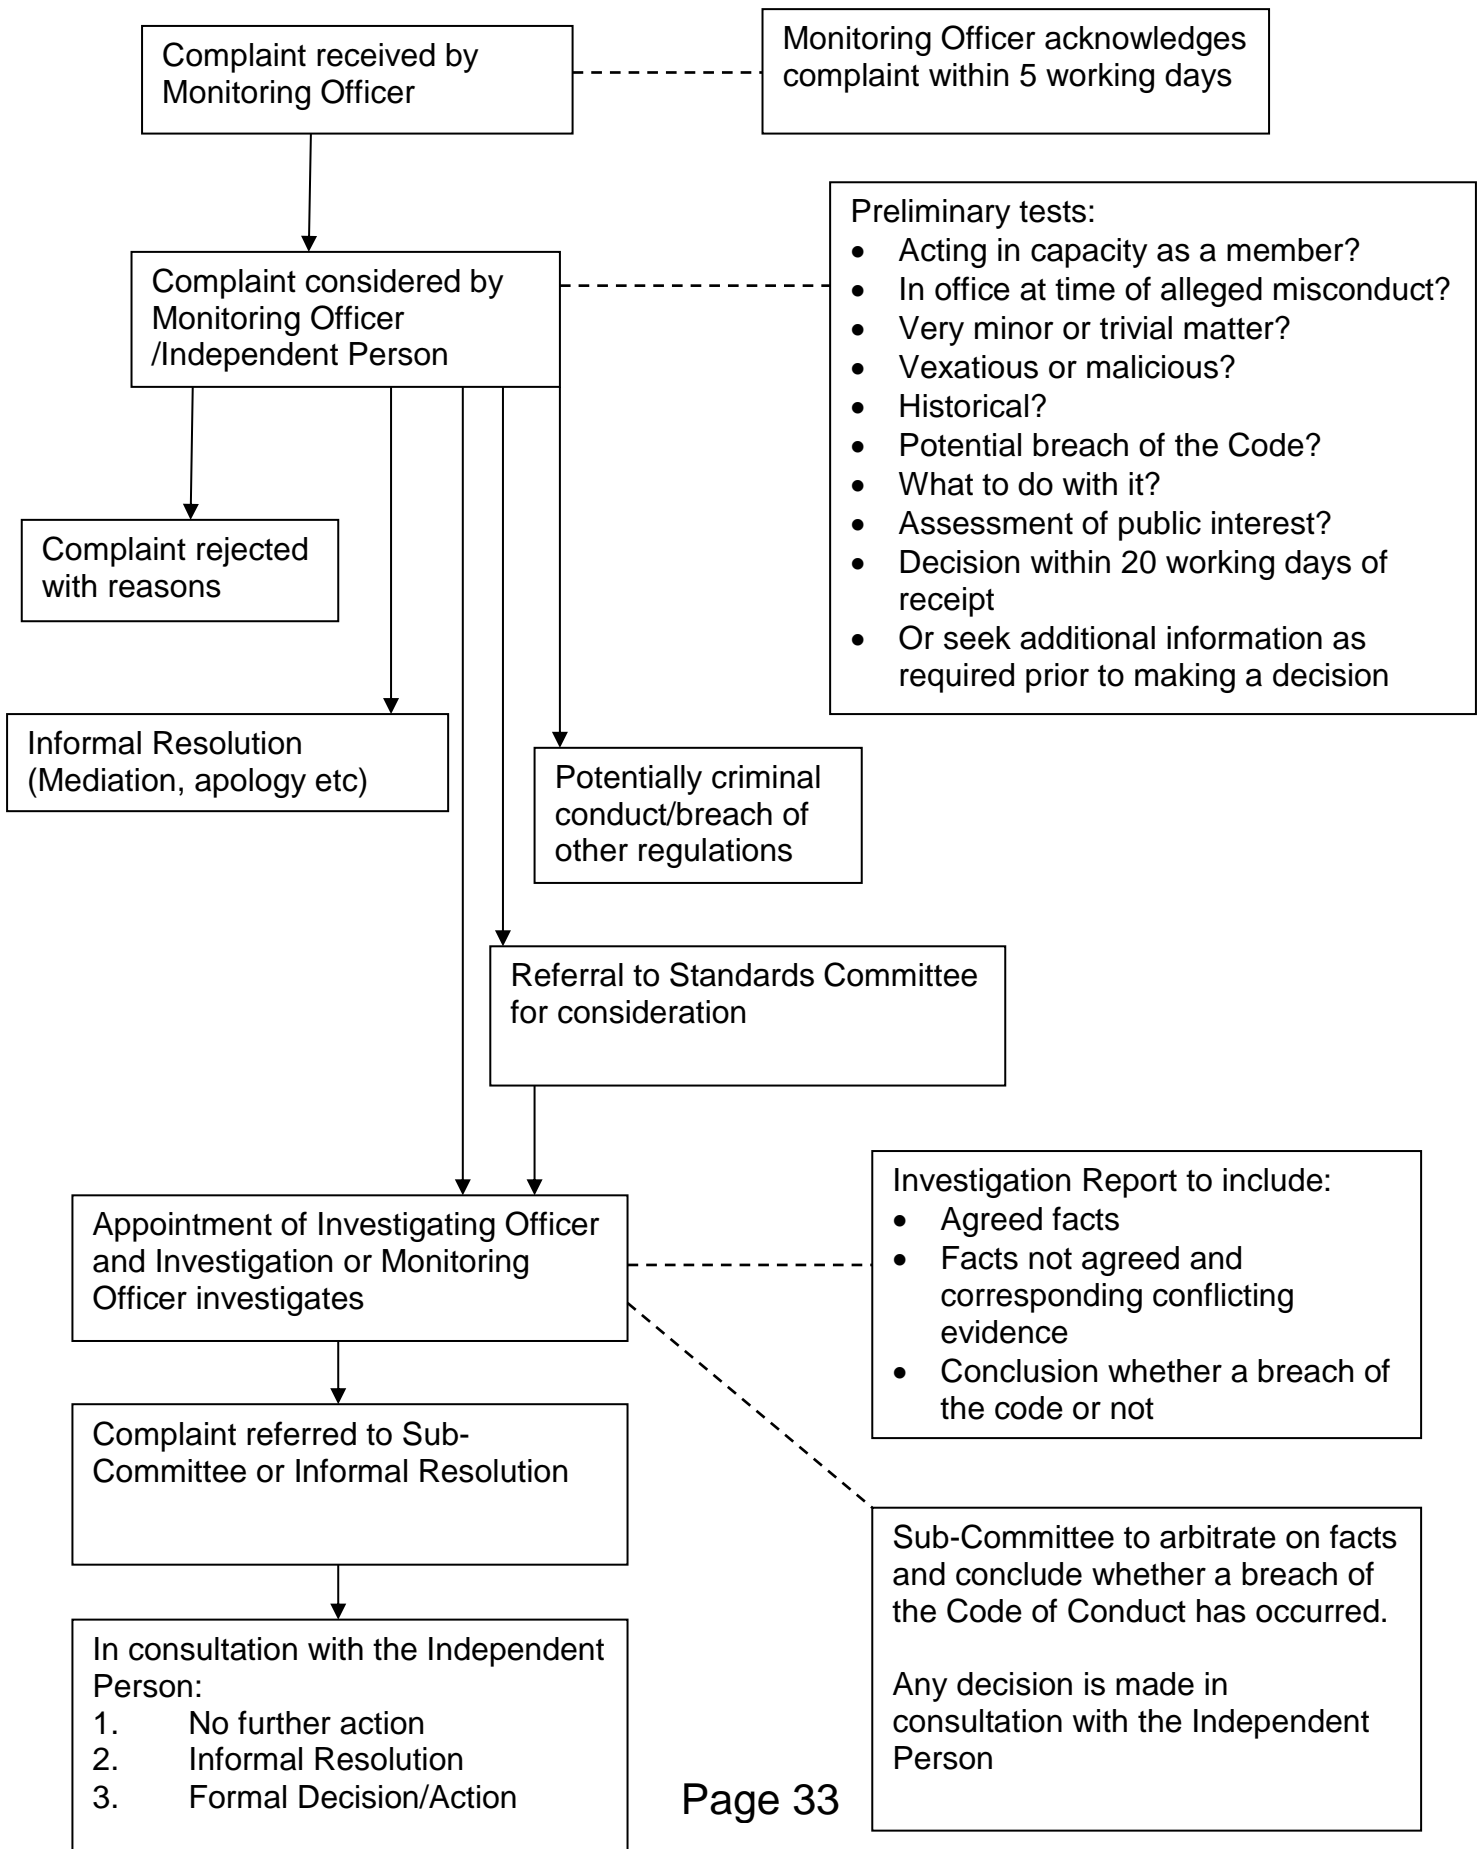 Complaint received by
Monitoring Officer
Monitoring Officer acknowledges
complaint within 5 working days
Complaint considered by
Monitoring Officer
/Independent Person
Preliminary tests:
• Acting in capacity as a member?
• In office at time of alleged misconduct?
• Very minor or trivial matter?
• Vexatious or malicious?
• Historical?
• Potential breach of the Code?
• What to do with it?
• Assessment of public interest?
• Decision within 20 working days of
receipt
• Or seek additional information as
required prior to making a decision
Complaint rejected
with reasons
Informal Resolution
(Mediation, apology etc)
Potentially criminal
conduct/breach of
other regulations
Referral to Standards Committee
for consideration
Appointment of Investigating Officer
and Investigation or Monitoring
Officer investigates
Investigation Report to include:
• Agreed facts
• Facts not agreed and
corresponding conflicting
evidence
• Conclusion whether a breach of
the code or not
Complaint referred to Sub-
Committee or Informal Resolution
Sub-Committee to arbitrate on facts
and conclude whether a breach of
the Code of Conduct has occurred.
Any decision is made in
consultation with the Independent
Person
In consultation with the Independent
Person:
1. No further action
2. Informal Resolution
3. Formal Decision/Action
Page 33